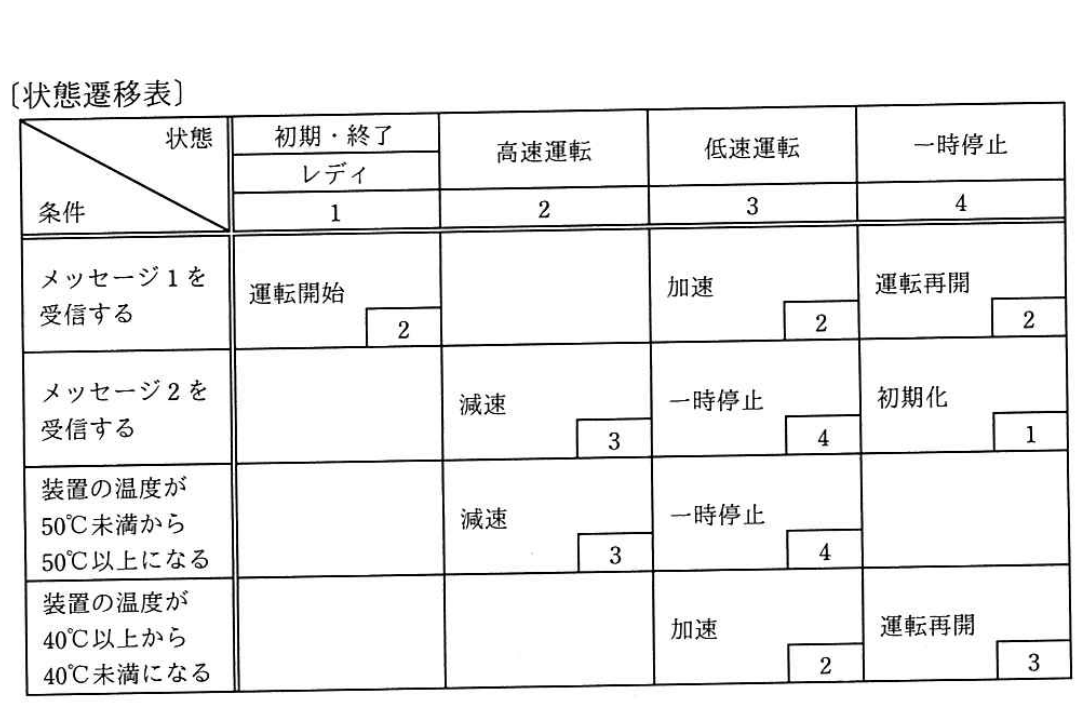 〔状態遷移表〕
状態
条件
初期・終了
レディ
1
高速運転
2
低速運転
3
一時停止
4
メッセージ1を
受信する
運転開始
2
加速
2
運転再開
2
メッセージ2を
受信する
減速
3
一時停止
4
初期化
1
装置の温度が
50℃未満から
50℃以上になる
減速
3
一時停止
4
装置の温度が
40℃以上から
40℃未満になる
加速
2
運転再開
3